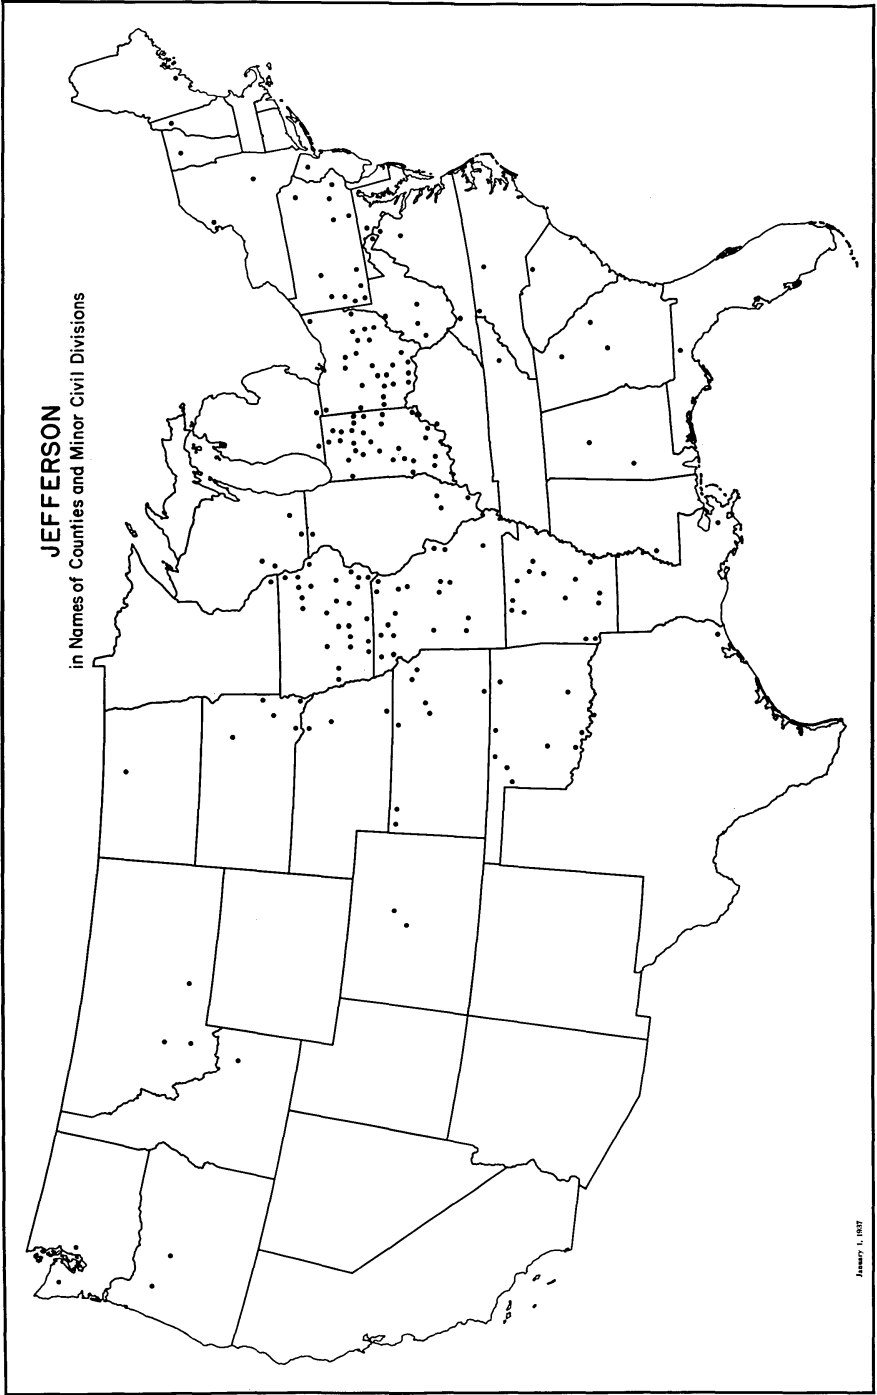 JEFFERSON
in Names of Counties and Minor Civil Divisions
January 1, 1937